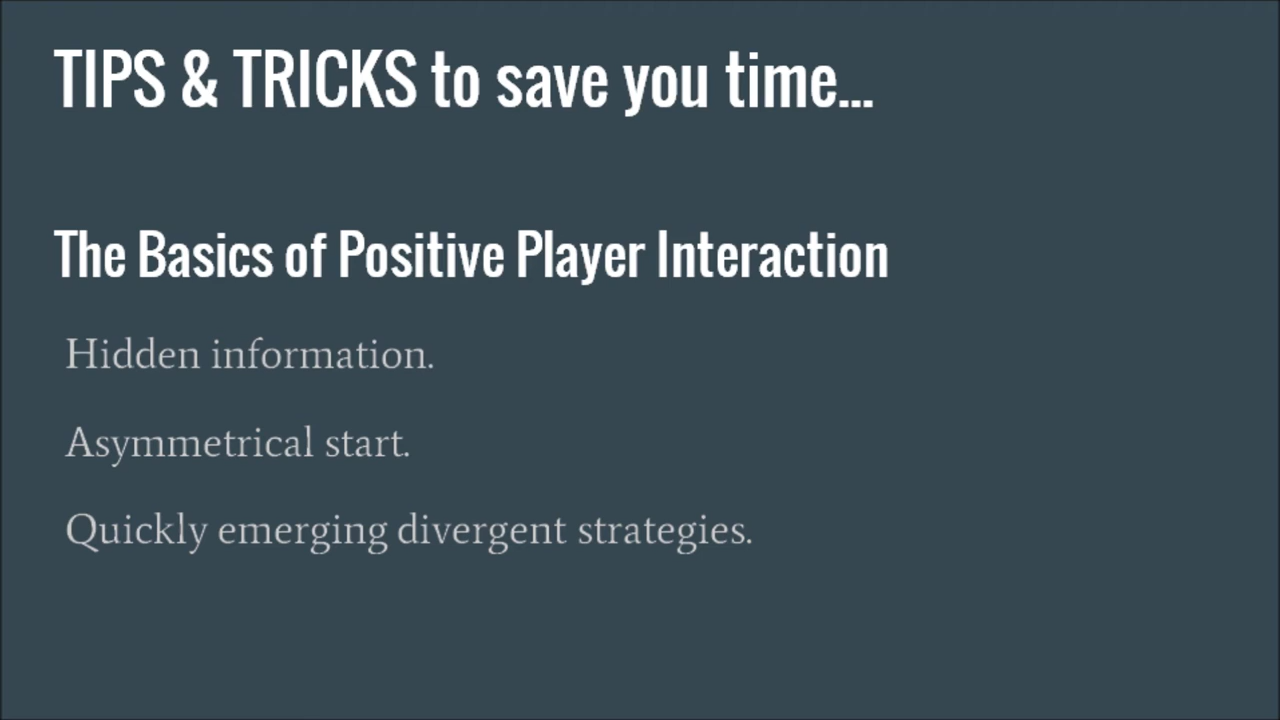 TIPS & TRICKS to save you time...
The Basics of Positive Player Interaction
Hidden information.
Asymmetrical start.
Quickly emerging divergent strategies.